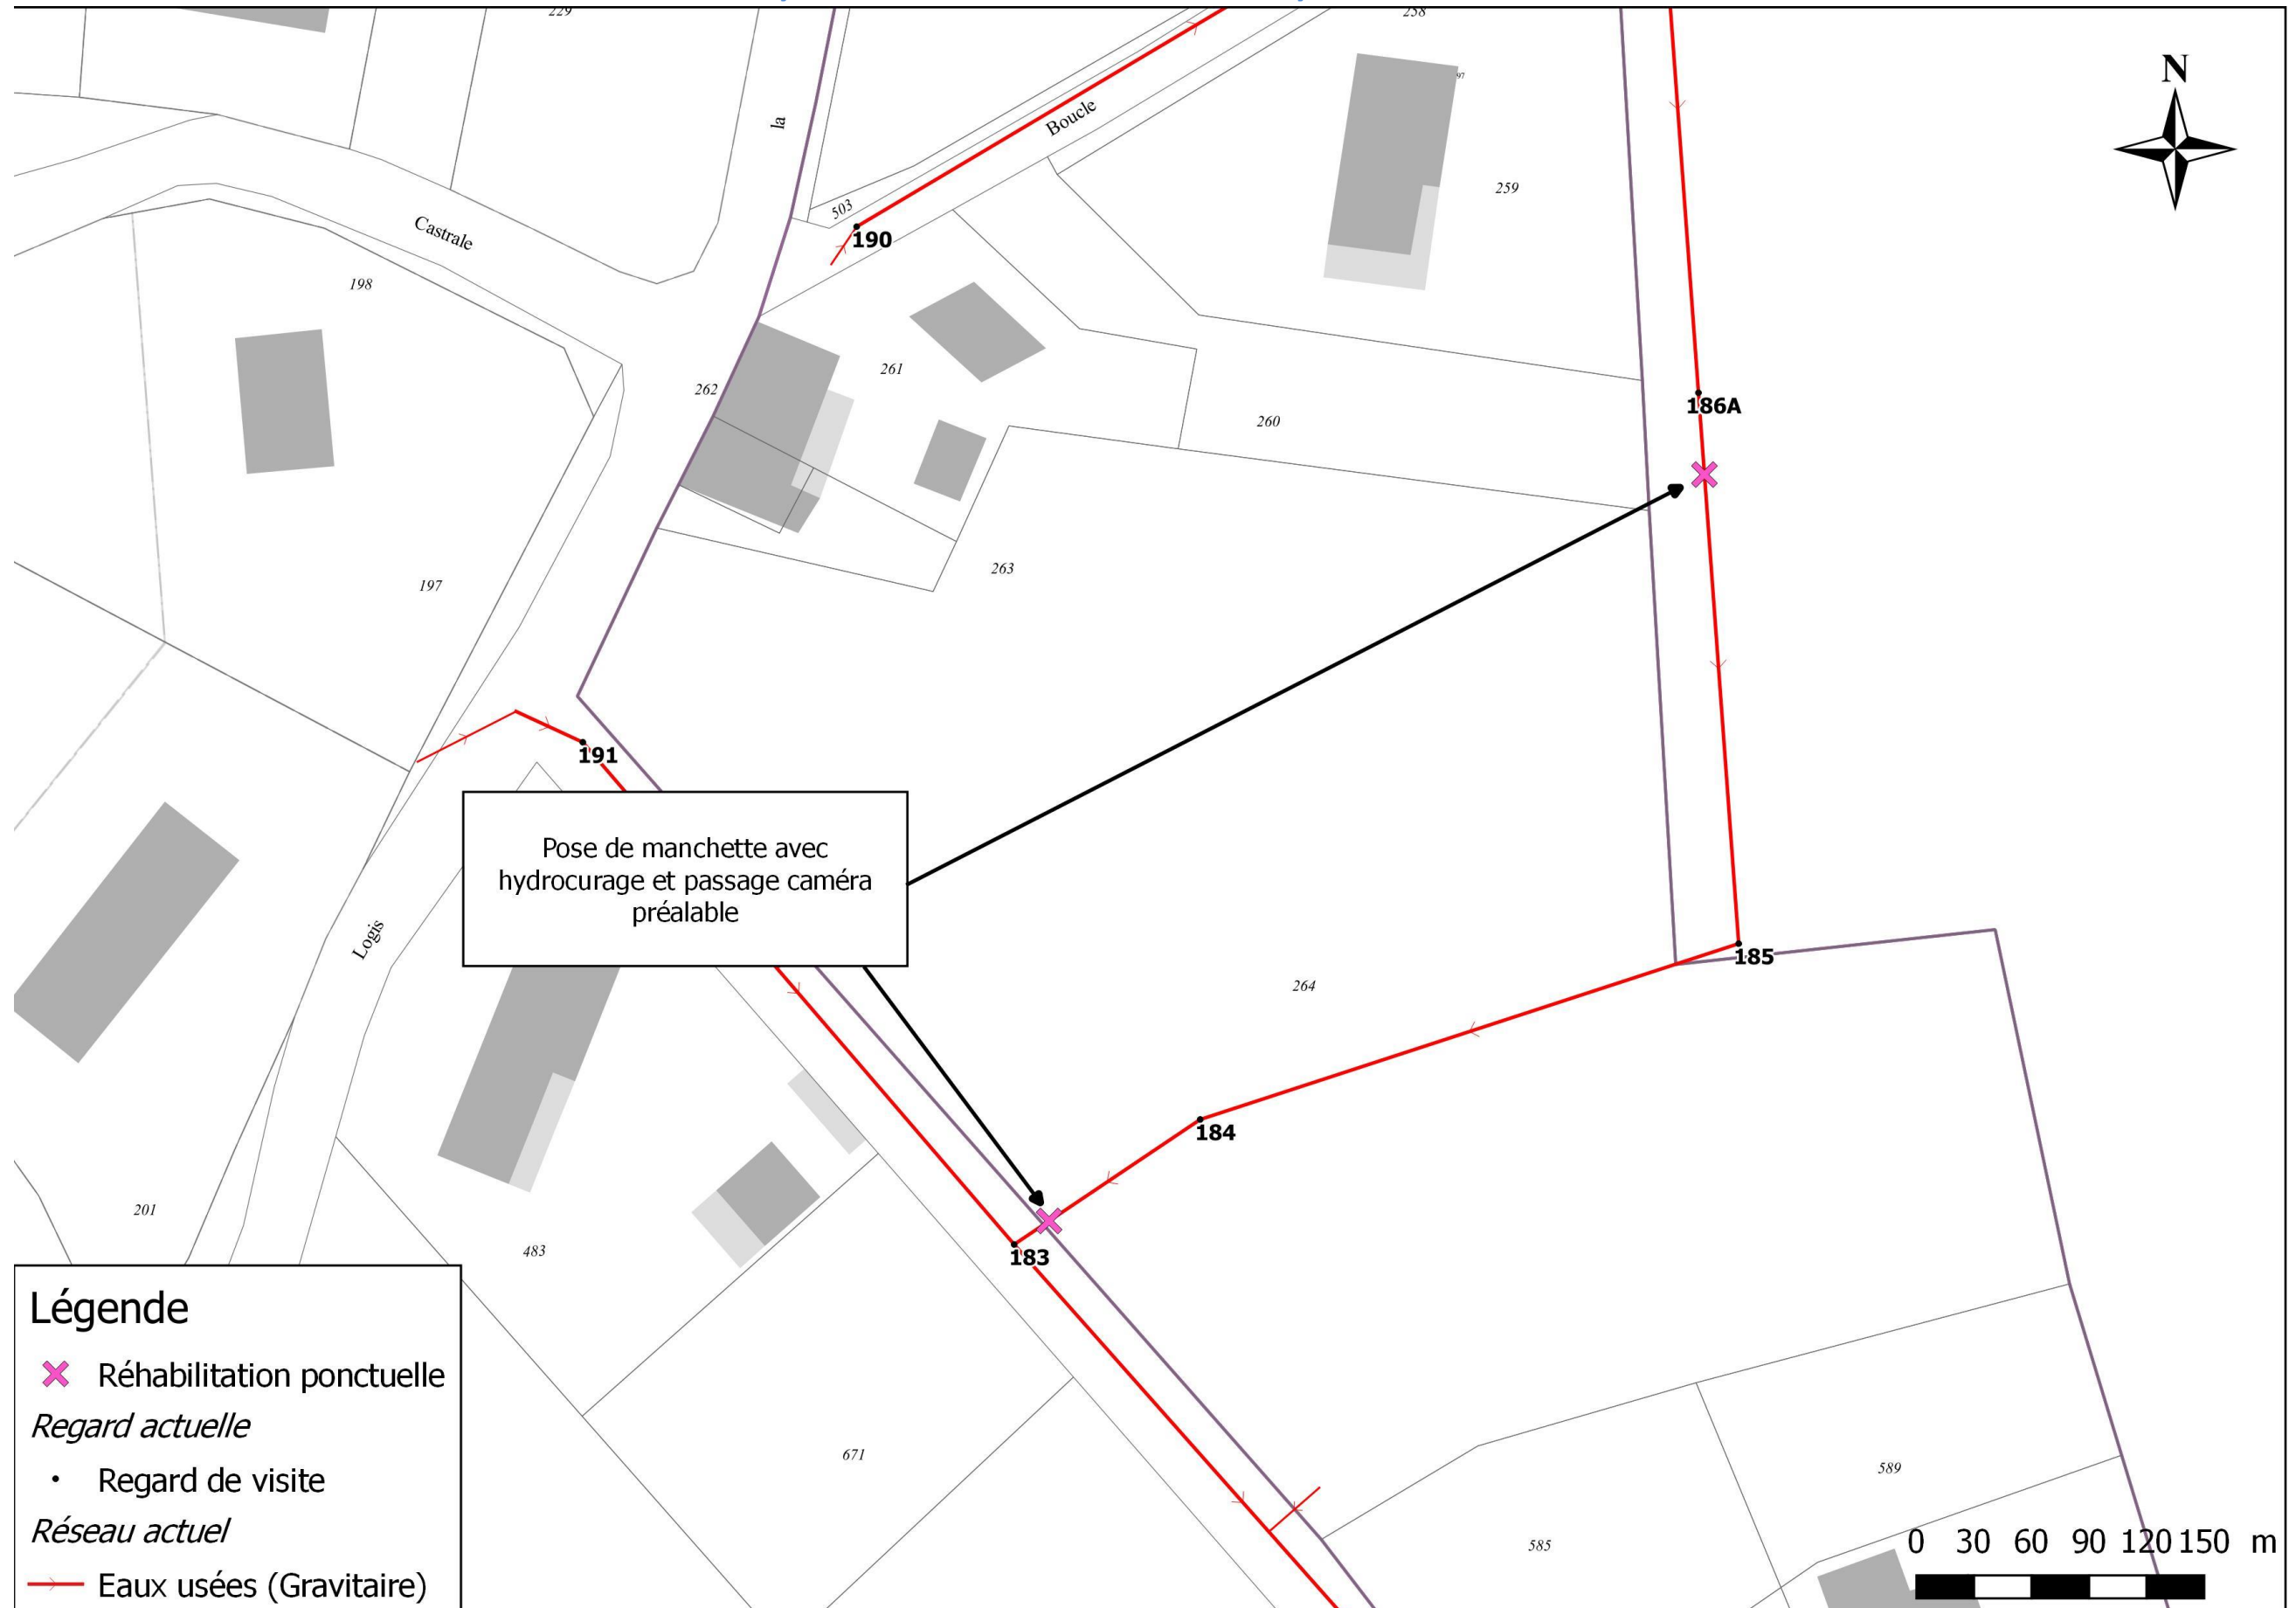 229
258
97
N
la
Boucle
259
503
190
Castrale
198
261
262
186A
260
263
197
191
Pose de manchette avec
hydrocurage et passage caméra
préalable
Logis
185
264
184
201
483
183
671
589
585
Légende
Réhabilitation ponctuelle
Regard actuelle
Regard de visite
Réseau actuel
Eaux usées (Gravitaire)
0 30 60 90 120 150 m